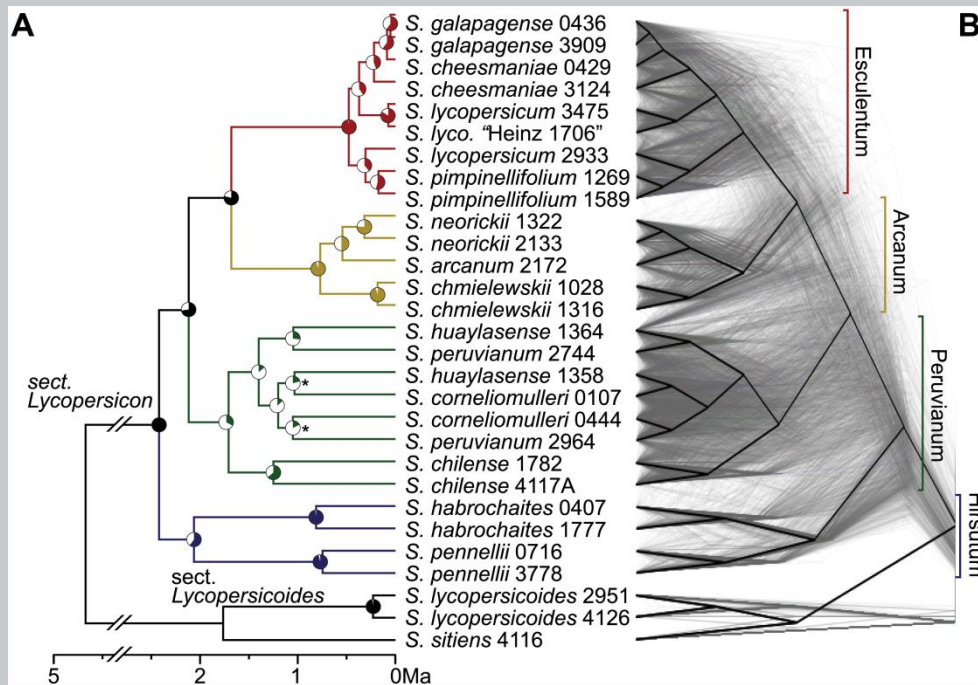 A
B
S. galapagense 0436
S. galapagense 3909
S. cheesmaniae 0429
S. cheesmaniae 3124
S. lycopersicum 3475
S. lyco. “Heinz 1706”
S. lycopersicum 2933
S. pimpinellifolium 1269
S. pimpinellifolium 1589
S. neorickii 1322
S. neorickii 2133
S. arcanum 2172
S. chmielewskii 1028
S. chmielewskii 1316
S. huaylasense 1364
S. peruvianum 2744
S. huaylasense 1358
*
S. corneliomulleri 0107
S. corneliomulleri 0444
*
S. peruvianum 2964
S. chilense 1782
S. chilense 4117A
S. habrochaites 0407
S. habrochaites 1777
S. pennellii 0716
S. pennellii 3778
S. lycopersicoides 2951
S. lycopersicoides 4126
S. sitiens 4116
sect.
Lycopersicon
sect.
Lycopersicoides
5 2 1 0Ma
Esculentum
Arcanum
Peruvianum
Hirsutum